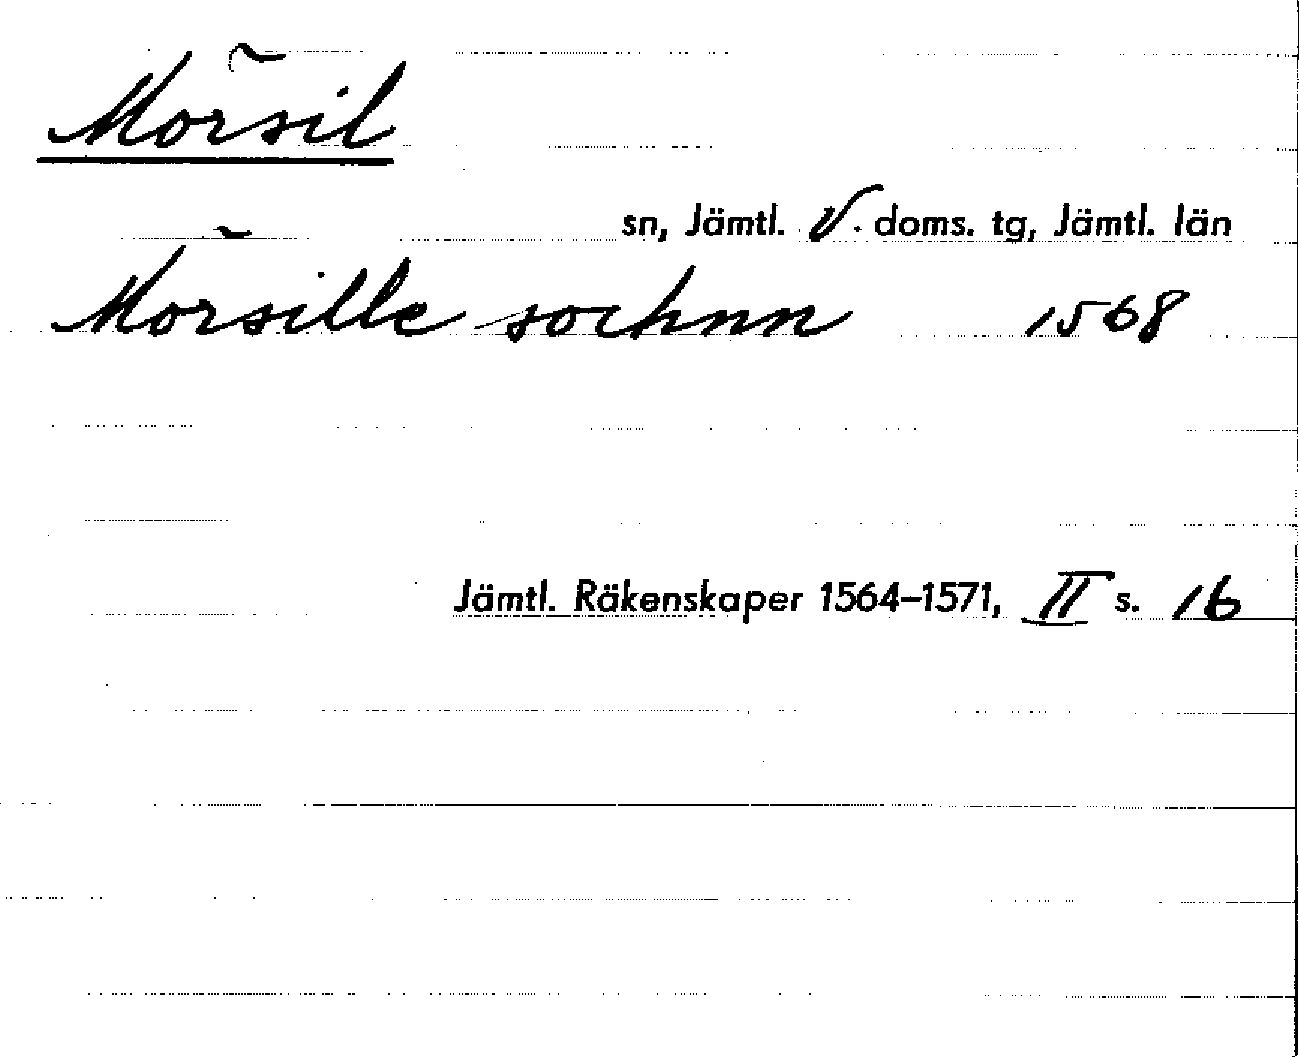 Mörsil
sn, Jämtl. V. doms. tg, Jämtl. län
Mörsille sochnn 1568
Jämtl. Räkenskaper 1564–1571, II s. 16